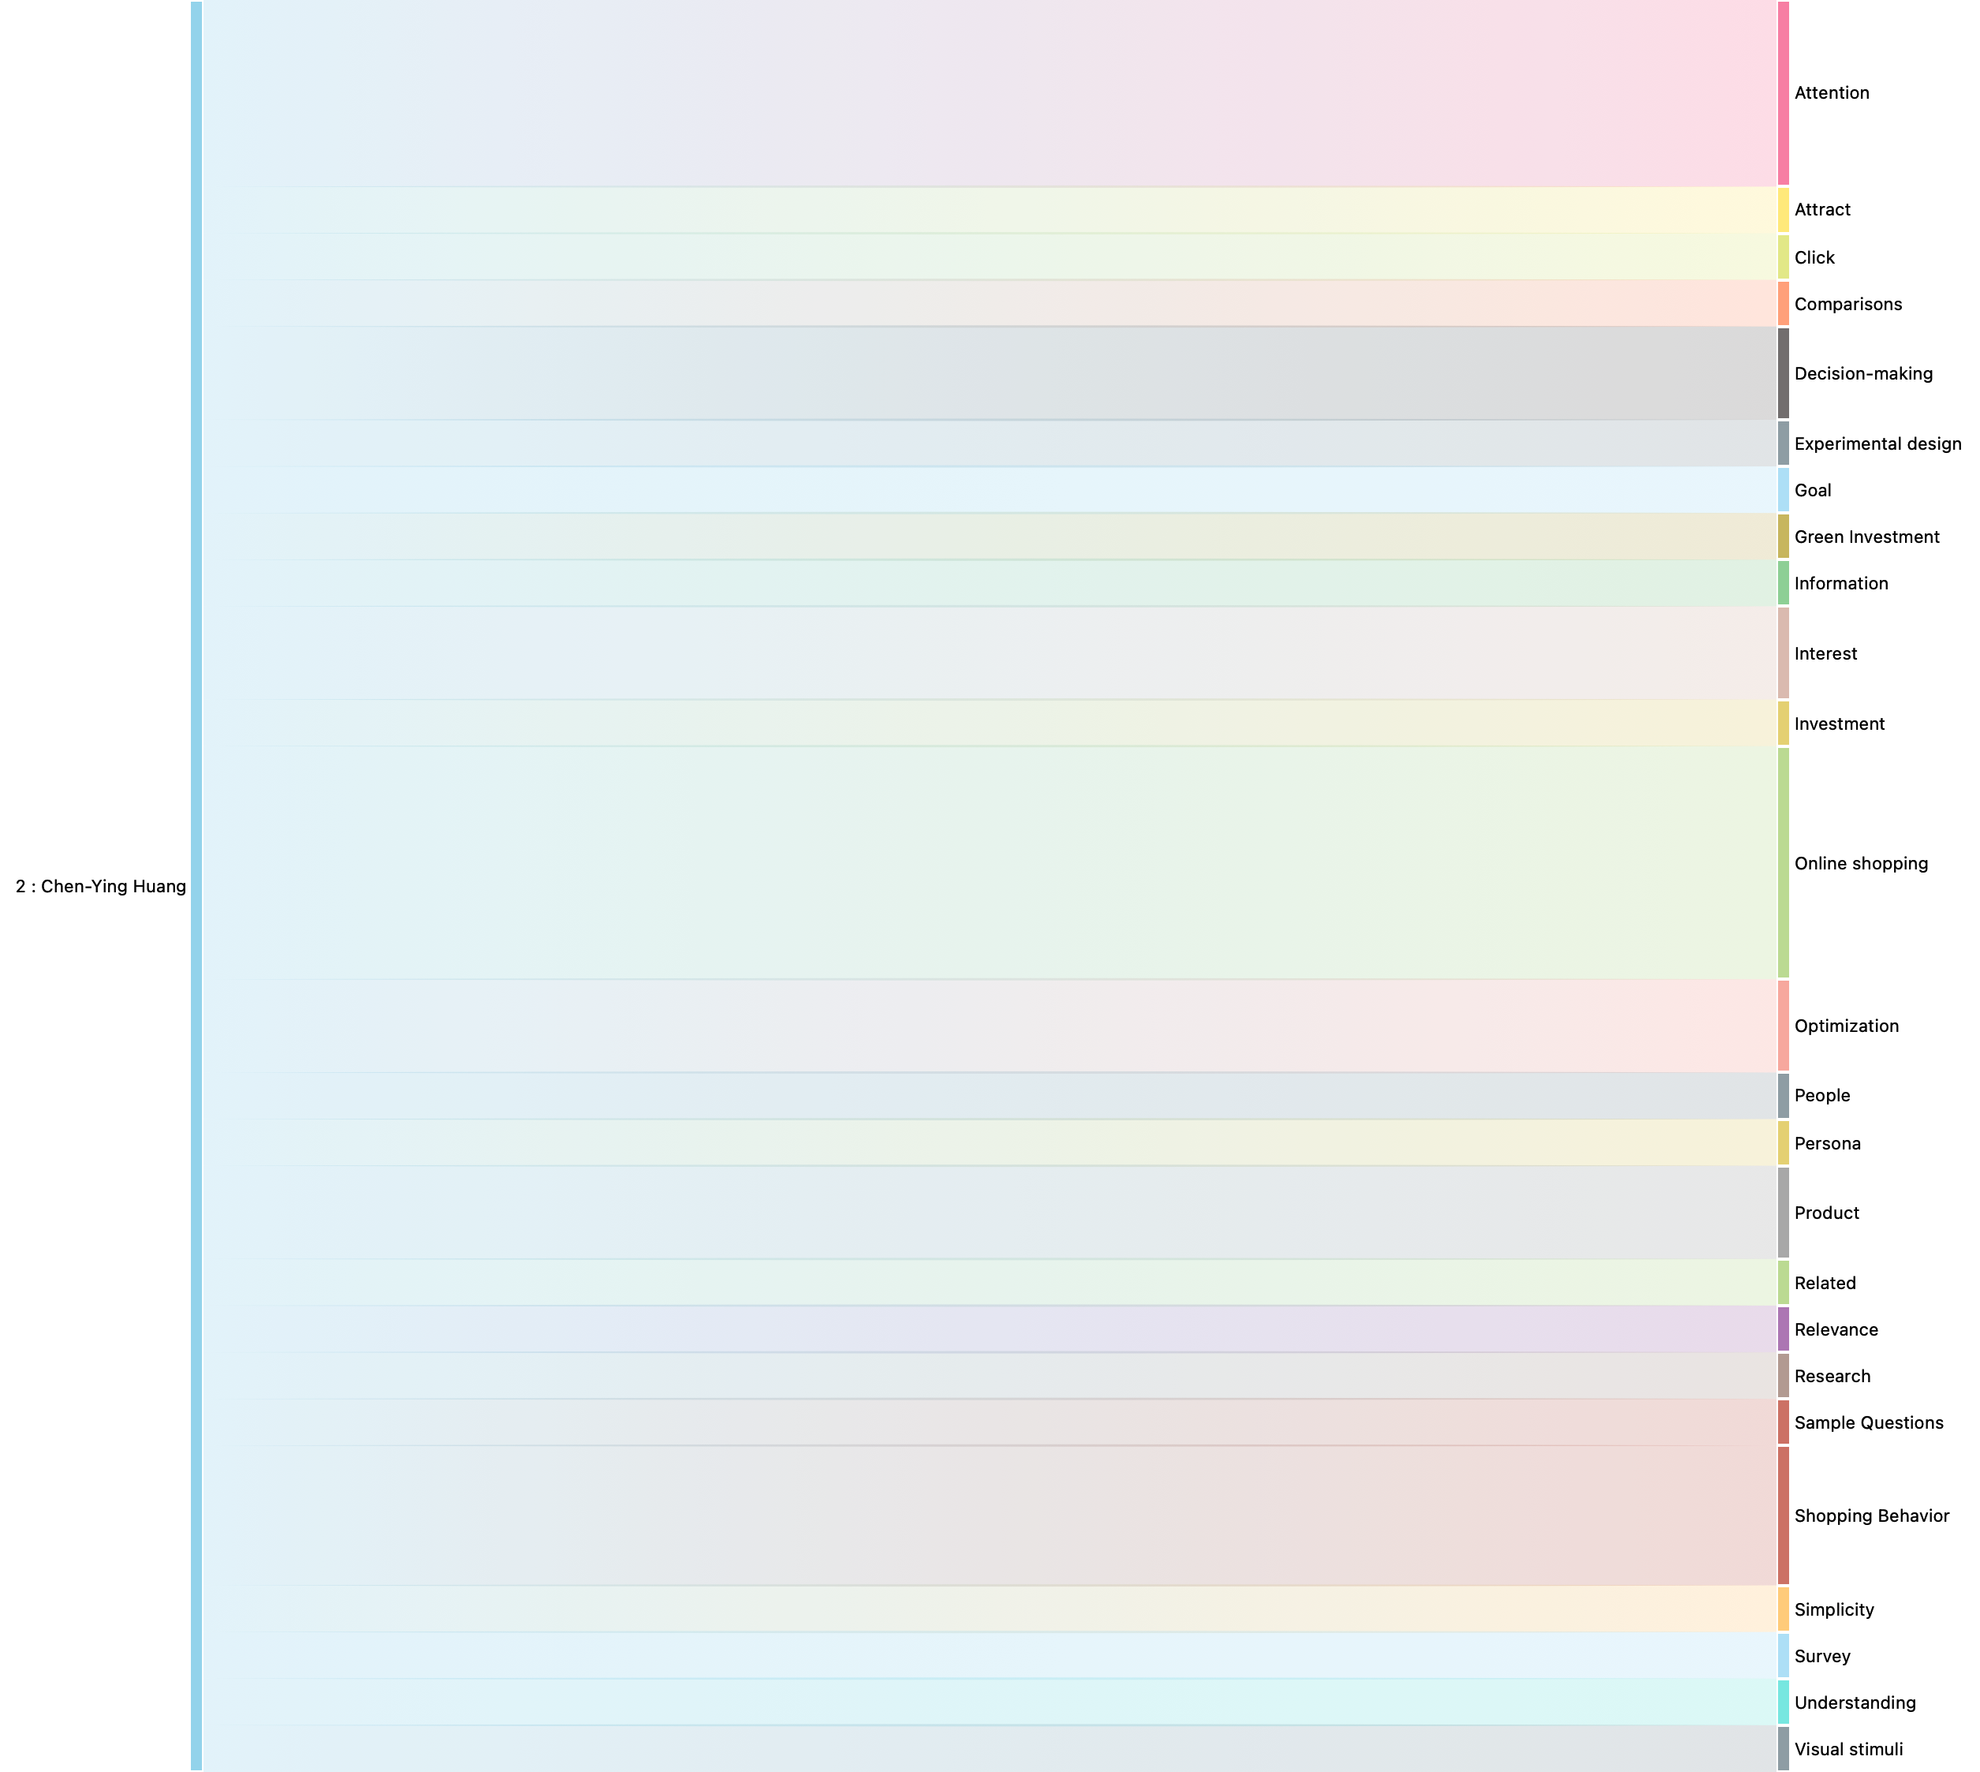 Attention
Attract
Click
Comparisons
Decision-making
Experimental design
Goal
Green Investment
Information
Interest
Investment
Online shopping
2 : Chen-Ying Huang
Optimization
People
Persona
Product
Related
Relevance
Research
Sample Questions
Shopping Behavior
Simplicity
Survey
Understanding
Visual stimuli